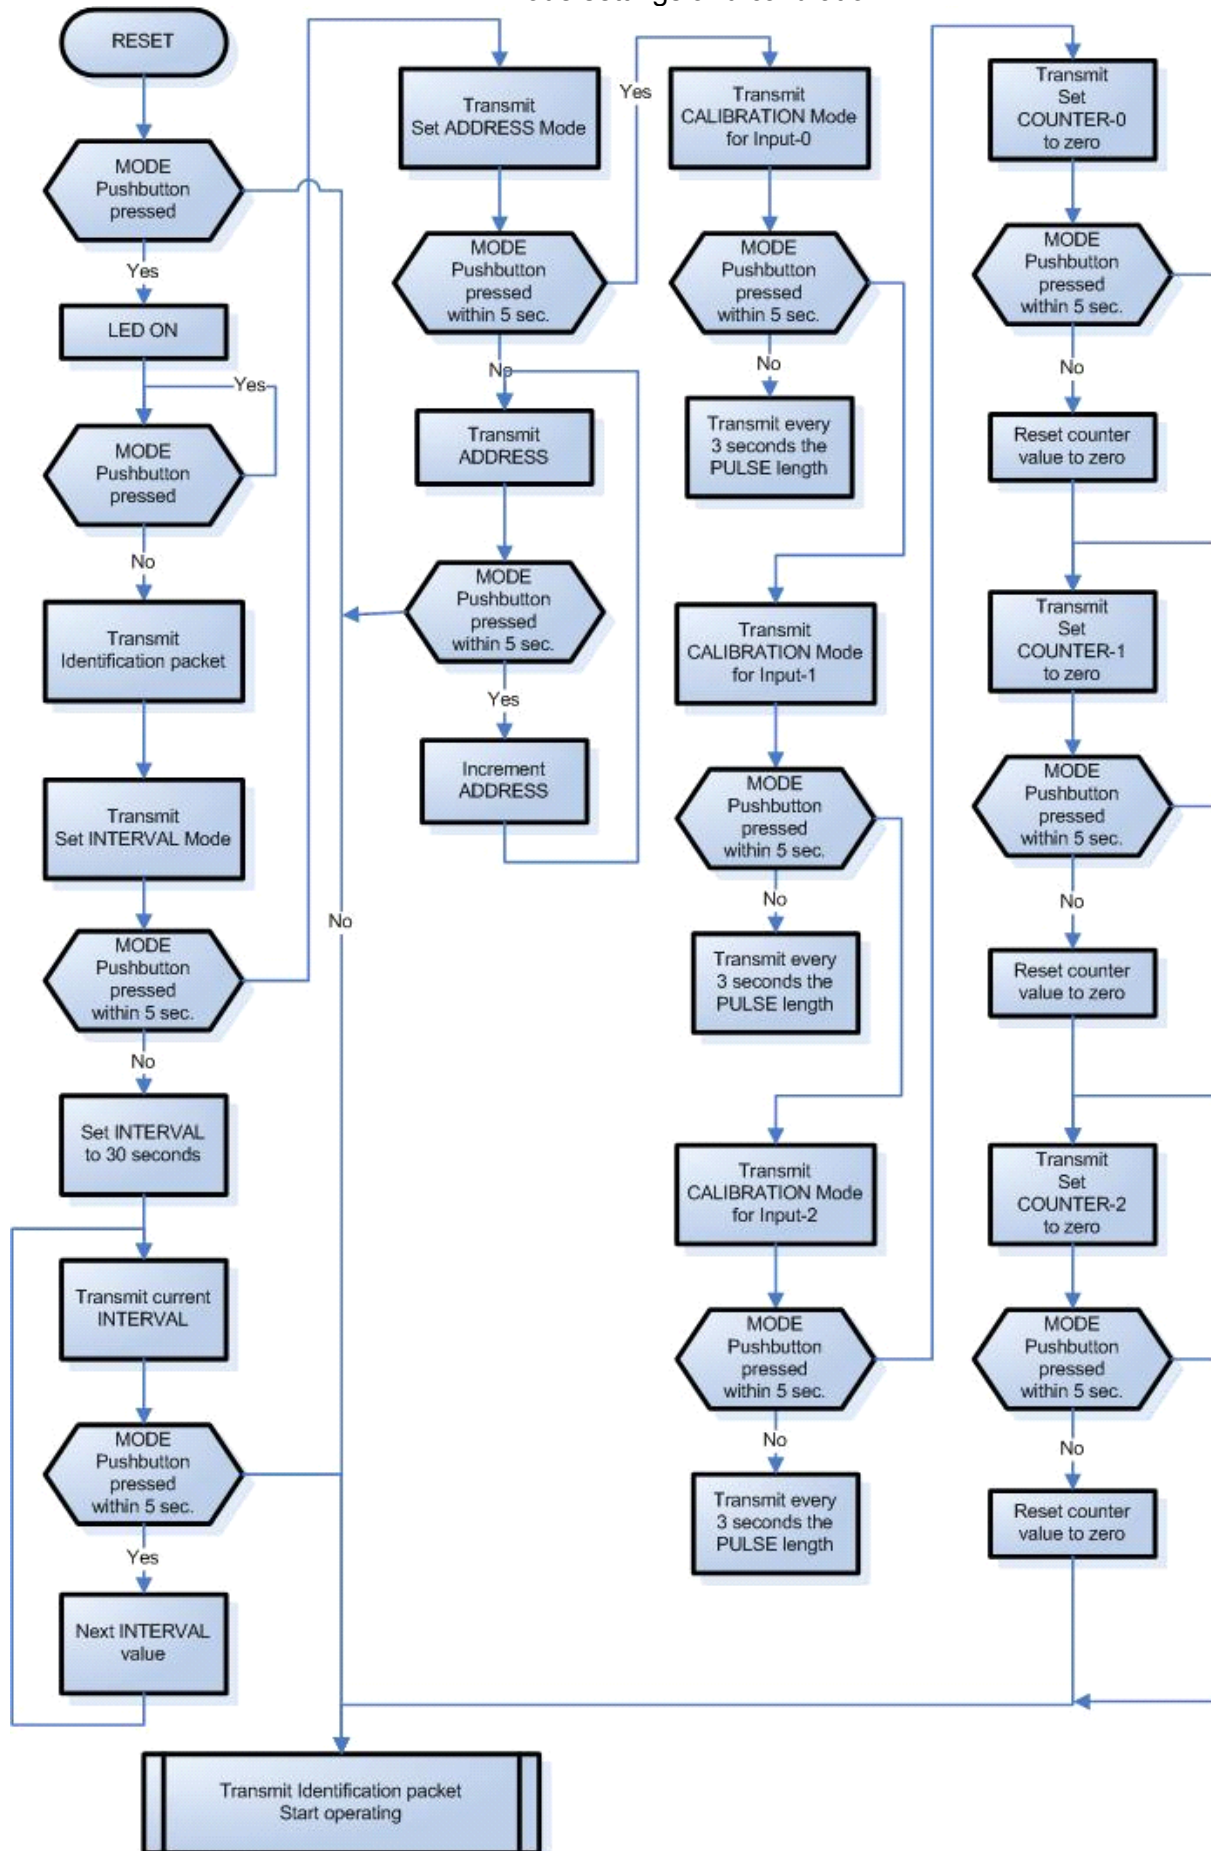 RESET
MODE
Pushbutton
pressed
Yes
LED ON
Yes
MODE
Pushbutton
pressed
No
Transmit
Identification packet
Transmit
Set INTERVAL Mode
MODE
Pushbutton
pressed
within 5 sec.
No
Set INTERVAL
to 30 seconds
Transmit current
INTERVAL
MODE
Pushbutton
pressed
within 5 sec.
Yes
Next INTERVAL
value
No
Transmit Identification packet
Start operating
Transmit
Set ADDRESS Mode
MODE
Pushbutton
pressed
within 5 sec.
Yes
No
Transmit
ADDRESS
MODE
Pushbutton
pressed
within 5 sec.
Yes
Increment
ADDRESS
Transmit
CALIBRATION Mode
for Input-0
MODE
Pushbutton
pressed
within 5 sec.
No
Transmit every
3 seconds the
PULSE length
Transmit
CALIBRATION Mode
for Input-1
MODE
Pushbutton
pressed
within 5 sec.
No
Transmit every
3 seconds the
PULSE length
Transmit
CALIBRATION Mode
for Input-2
MODE
Pushbutton
pressed
within 5 sec.
No
Transmit every
3 seconds the
PULSE length
Transmit
Set
COUNTER-0
to zero
MODE
Pushbutton
pressed
within 5 sec.
No
Reset counter
value to zero
Transmit
Set
COUNTER-1
to zero
MODE
Pushbutton
pressed
within 5 sec.
No
Reset counter
value to zero
Transmit
Set
COUNTER-2
to zero
MODE
Pushbutton
pressed
within 5 sec.
No
Reset counter
value to zero